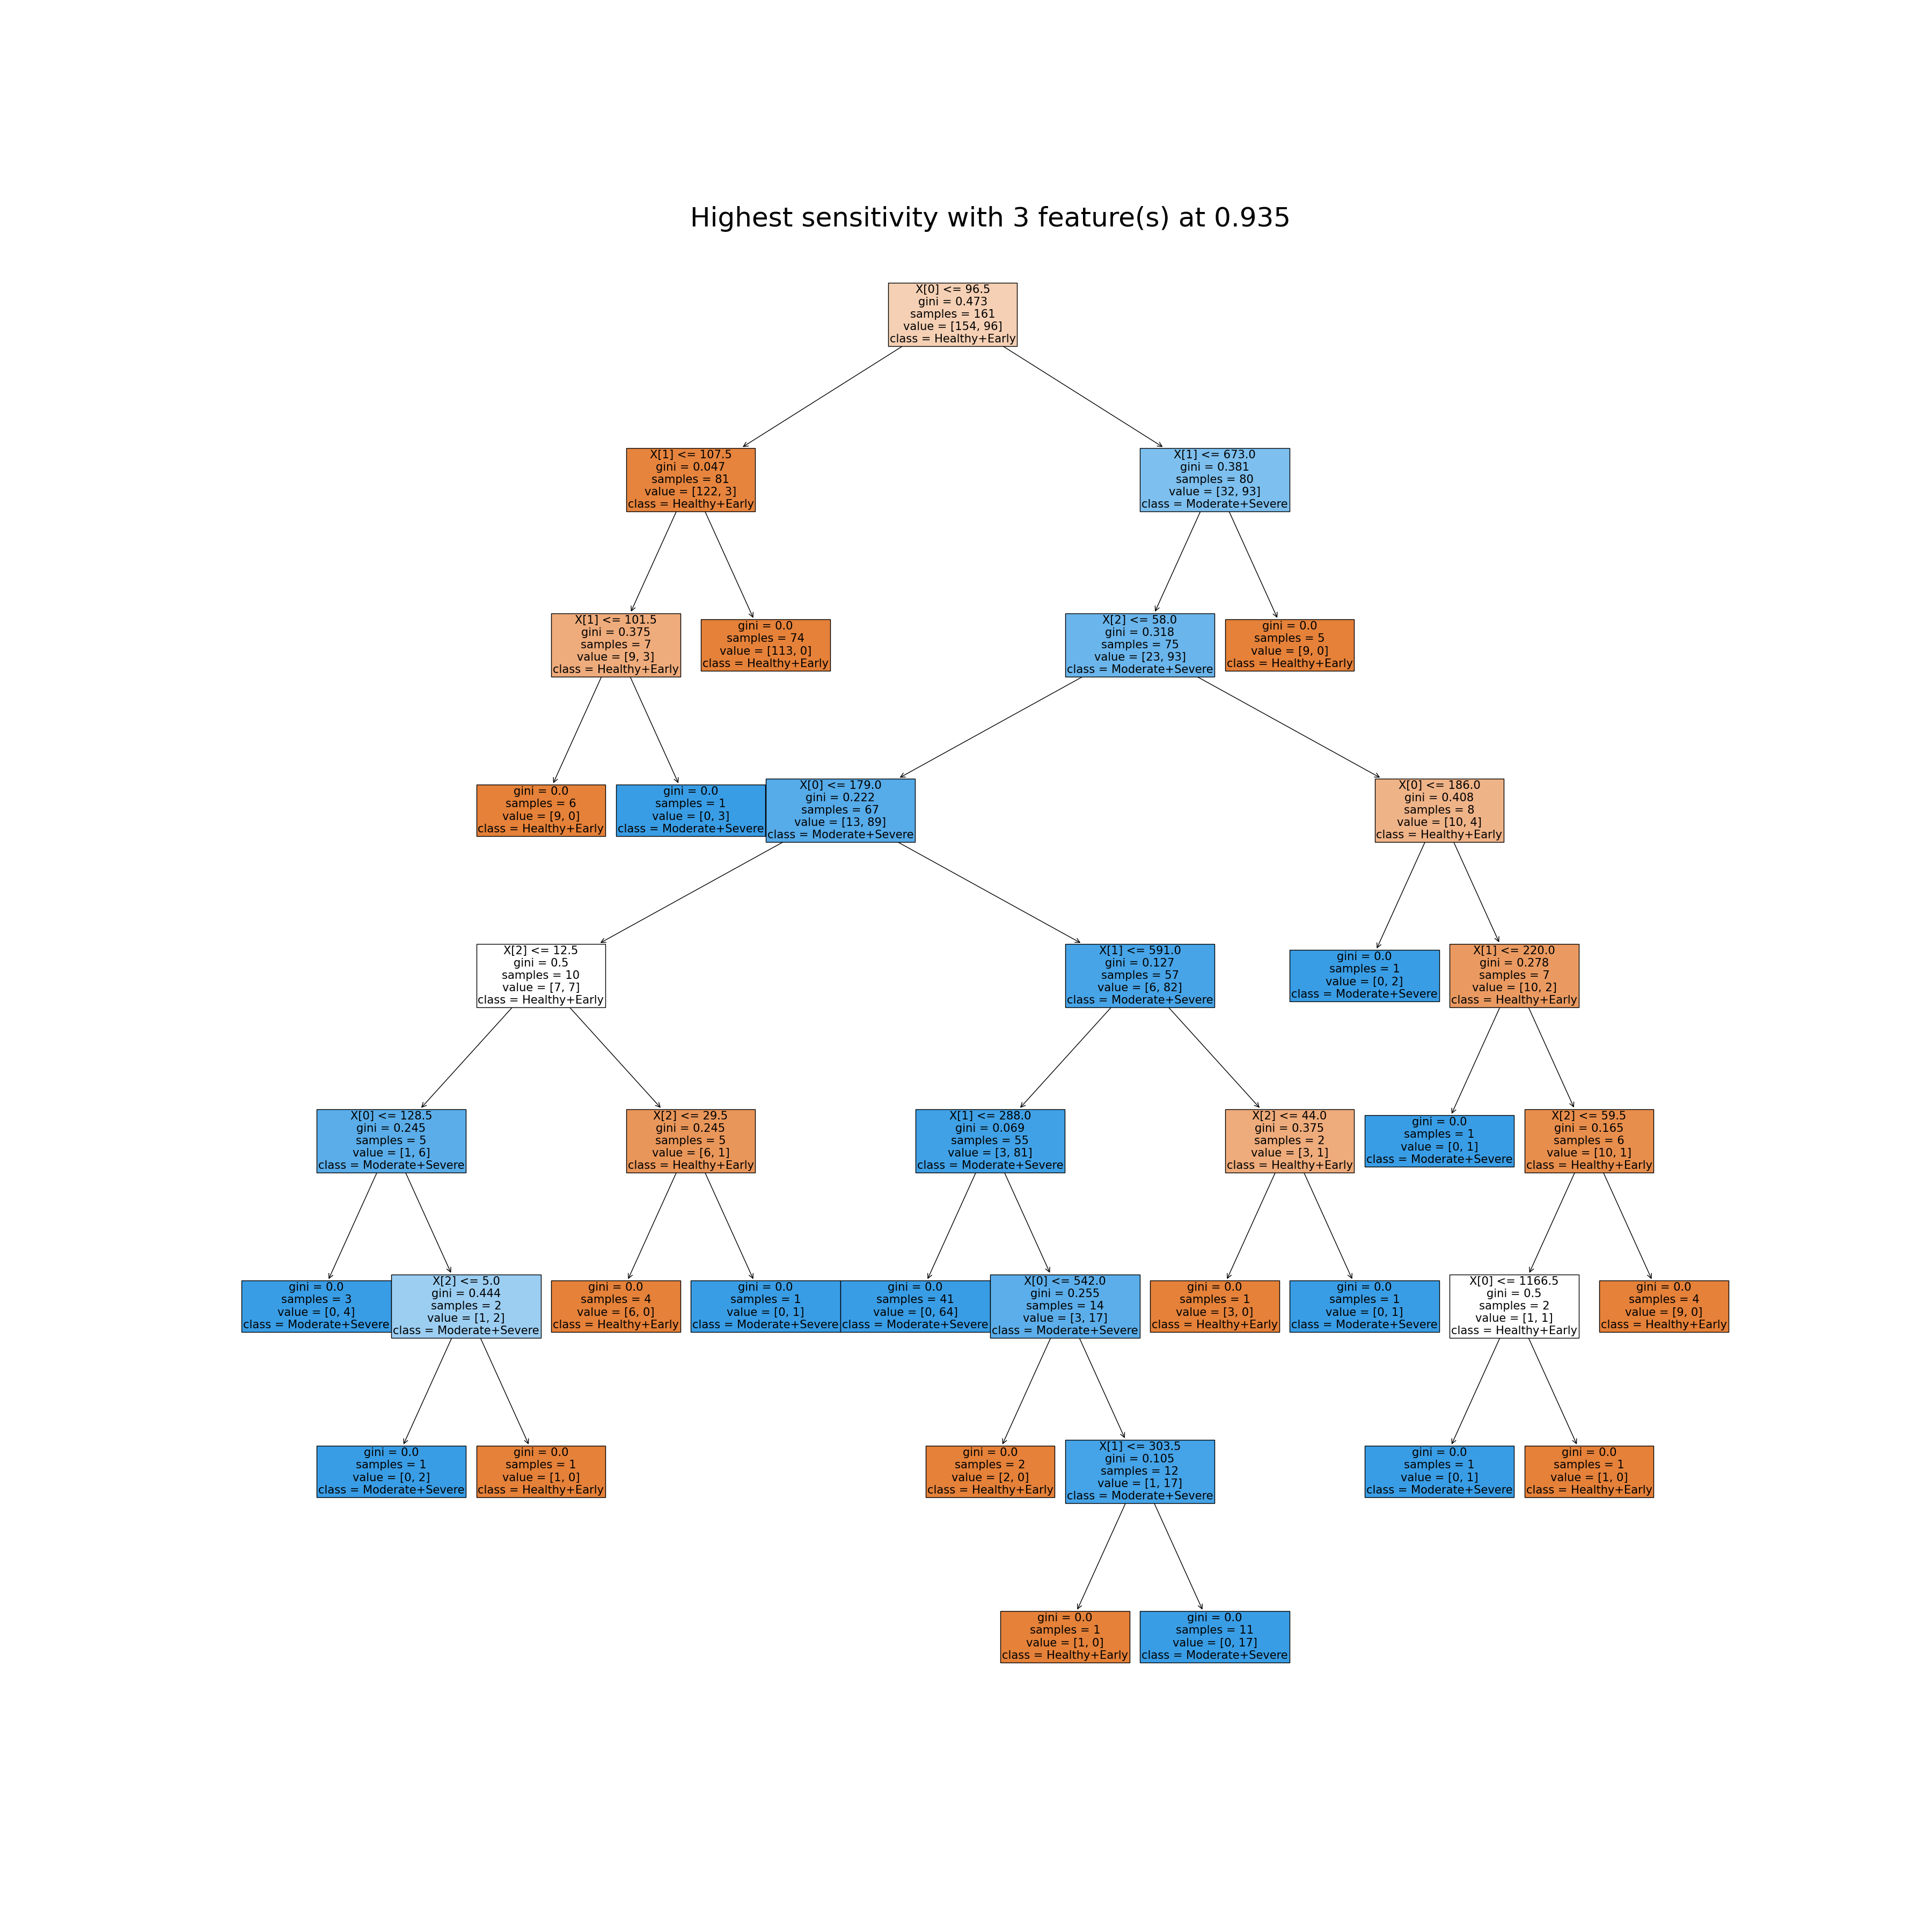 Highest sensitivity with 3 feature(s) at 0.935
X[0] <= 96.5
gini = 0.473
samples = 161
value = [154, 96]
class = Healthy+Early
X[1] <= 107.5
gini = 0.047
samples = 81
value = [122, 3]
class = Healthy+Early
X[1] <= 673.0
gini = 0.381
samples = 80
value = [32, 93]
class = Moderate+Severe
X[1] <= 101.5
gini = 0.375
samples = 7
value = [9, 3]
class = Healthy+Early
gini = 0.0
samples = 74
value = [113, 0]
class = Healthy+Early
X[2] <= 58.0
gini = 0.318
samples = 75
value = [23, 93]
class = Moderate+Severe
gini = 0.0
samples = 5
value = [9, 0]
class = Healthy+Early
gini = 0.0
samples = 6
value = [9, 0]
class = Healthy+Early
gini = 0.0
samples = 1
value = [0, 3]
class = Moderate+Severe
X[0] <= 179.0
gini = 0.222
samples = 67
value = [13, 89]
class = Moderate+Severe
X[0] <= 186.0
gini = 0.408
samples = 8
value = [10, 4]
class = Healthy+Early
X[2] <= 12.5
gini = 0.5
samples = 10
value = [7, 7]
class = Healthy+Early
X[1] <= 591.0
gini = 0.127
samples = 57
value = [6, 82]
class = Moderate+Severe
gini = 0.0
samples = 1
value = [0, 2]
class = Moderate+Severe
X[1] <= 220.0
gini = 0.278
samples = 7
value = [10, 2]
class = Healthy+Early
X[0] <= 128.5
gini = 0.245
samples = 5
value = [1, 6]
class = Moderate+Severe
X[2] <= 29.5
gini = 0.245
samples = 5
value = [6, 1]
class = Healthy+Early
X[1] <= 288.0
gini = 0.069
samples = 55
value = [3, 81]
class = Moderate+Severe
X[2] <= 44.0
gini = 0.375
samples = 2
value = [3, 1]
class = Healthy+Early
gini = 0.0
samples = 1
value = [0, 1]
class = Moderate+Severe
X[2] <= 59.5
gini = 0.165
samples = 6
value = [10, 1]
class = Healthy+Early
gini = 0.0
samples = 3
value = [0, 4]
class = Moderate+Severe
X[2] <= 5.0
gini = 0.444
samples = 2
value = [1, 2]
class = Moderate+Severe
gini = 0.0
samples = 4
value = [6, 0]
class = Healthy+Early
gini = 0.0
samples = 1
value = [0, 1]
class = Moderate+Severe
gini = 0.0
samples = 41
value = [0, 64]
class = Moderate+Severe
X[0] <= 542.0
gini = 0.255
samples = 14
value = [3, 17]
class = Moderate+Severe
gini = 0.0
samples = 1
value = [3, 0]
class = Healthy+Early
gini = 0.0
samples = 1
value = [0, 1]
class = Moderate+Severe
X[0] <= 1166.5
gini = 0.5
samples = 2
value = [1, 1]
class = Healthy+Early
gini = 0.0
samples = 4
value = [9, 0]
class = Healthy+Early
gini = 0.0
samples = 1
value = [0, 2]
class = Moderate+Severe
gini = 0.0
samples = 1
value = [1, 0]
class = Healthy+Early
gini = 0.0
samples = 2
value = [2, 0]
class = Healthy+Early
X[1] <= 303.5
gini = 0.105
samples = 12
value = [1, 17]
class = Moderate+Severe
gini = 0.0
samples = 1
value = [0, 1]
class = Moderate+Severe
gini = 0.0
samples = 1
value = [1, 0]
class = Healthy+Early
gini = 0.0
samples = 1
value = [1, 0]
class = Healthy+Early
gini = 0.0
samples = 11
value = [0, 17]
class = Moderate+Severe